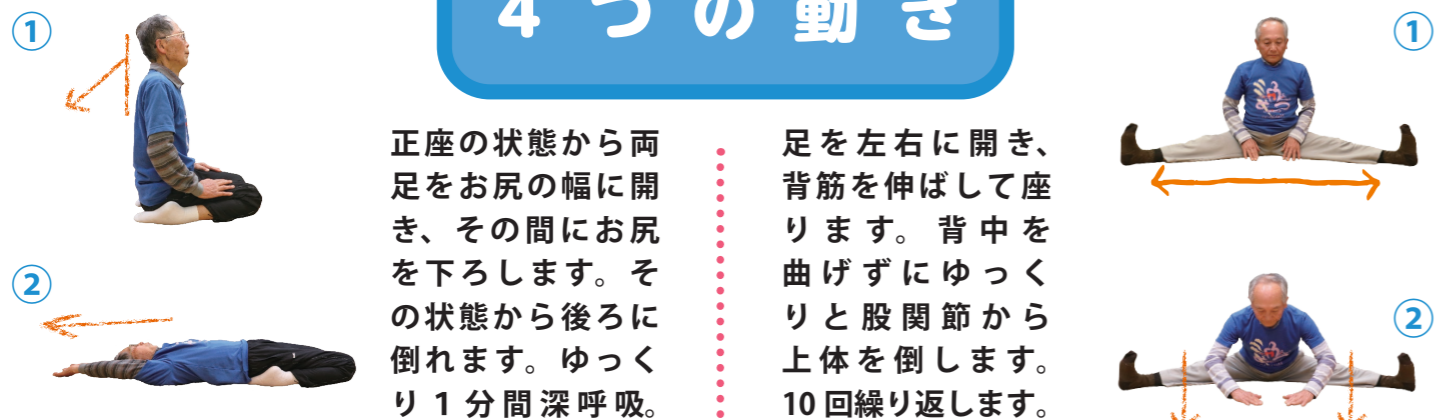 4つの動き
①
正座の状態から両
足をお尻の幅に開
き、その間にお尻
を下ろします。そ
の状態から後ろに
倒れます。ゆっく
り1分間深呼吸。
②
①
足を左右に開き、
背筋を伸ばして座
ります。背中を
曲げずにゆっく
りと股関節から
上体を倒します。
10回繰り返します。
②